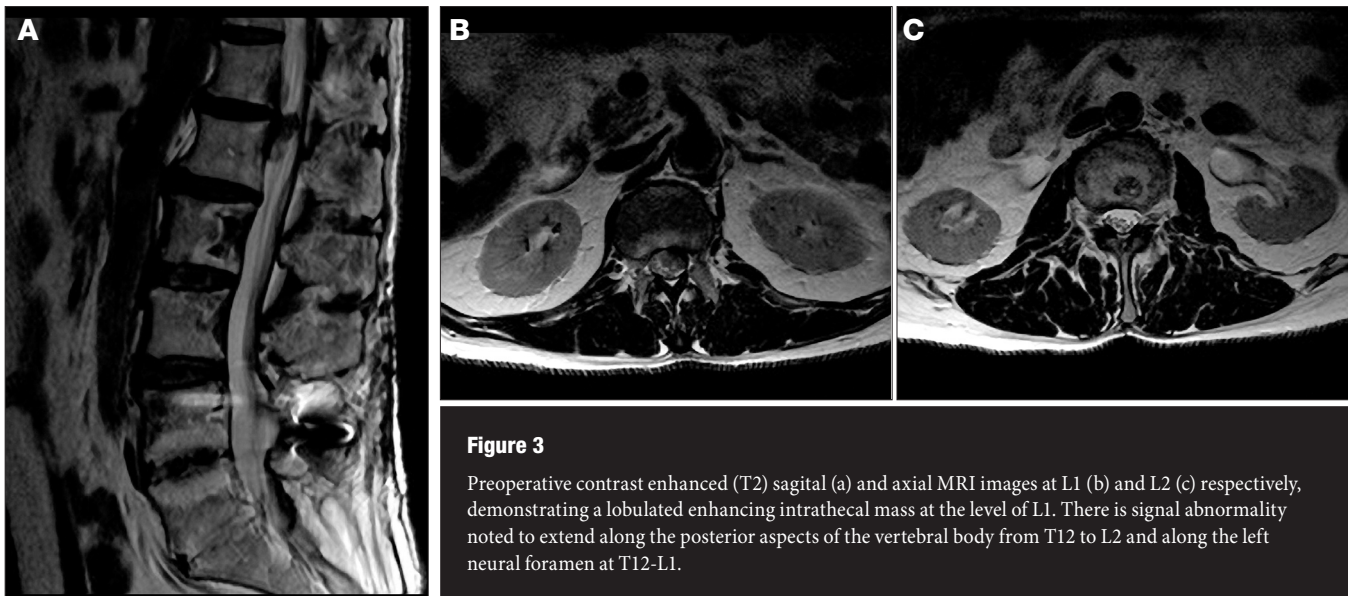 A
B
C
Figure 3
Preoperative contrast enhanced (T2) sagital (a) and axial MRI images at L1 (b) and L2 (c) respectively,
demonstrating a lobulated enhancing intrathecal mass at the level of L1. There is signal abnormality
noted to extend along the posterior aspects of the vertebral body from T12 to L2 and along the left
neural foramen at T12-L1.